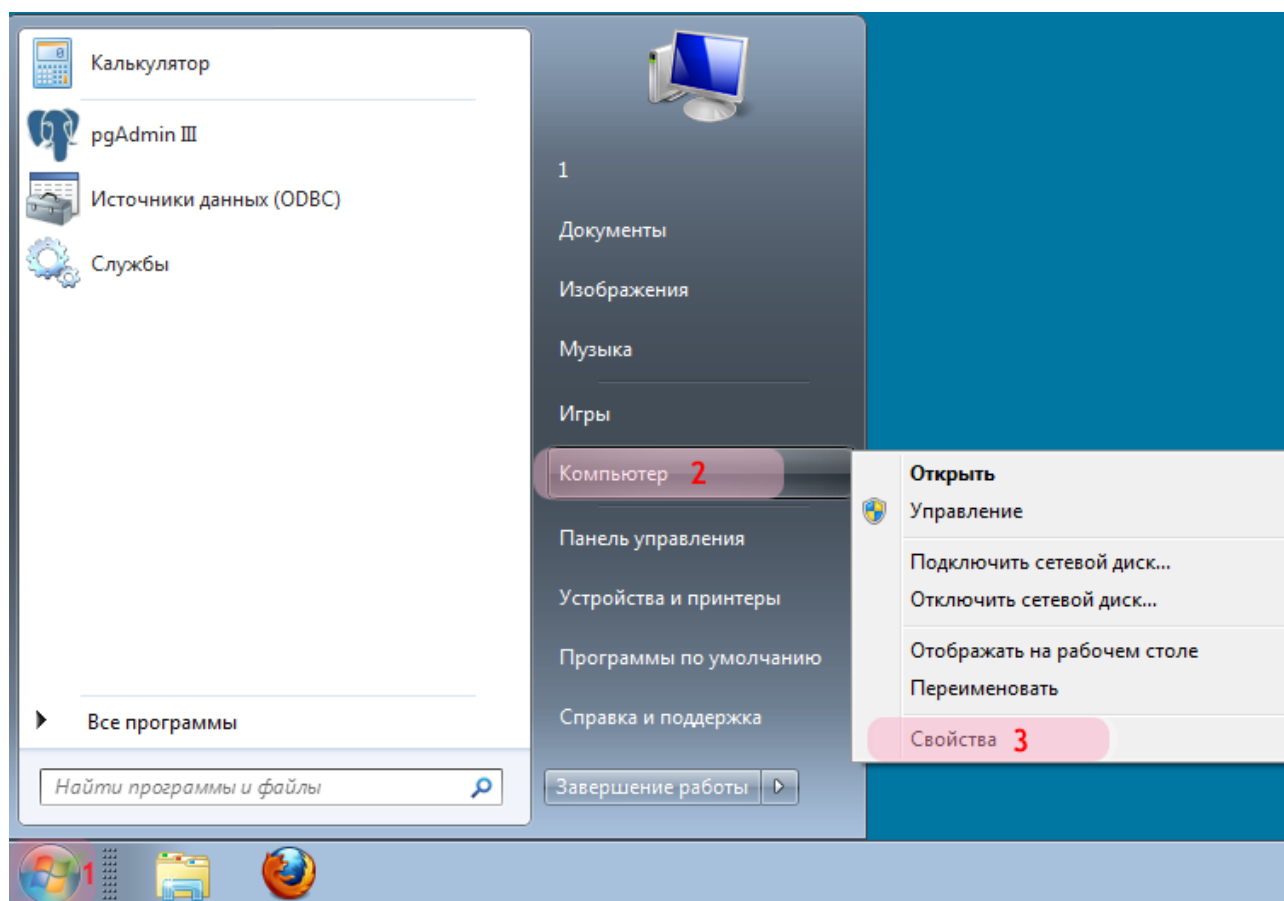 Калькулятор
pgAdmin III
Источники данных (ODBC)
Службы
Все программы
Найти программы и файлы
1
Документы
Изображения
Музыка
Игры
Компьютер 2
Панель управления
Устройства и принтеры
Программы по умолчанию
Справка и поддержка
Завершение работы
Открыть
Управление
Подключить сетевой диск...
Отключить сетевой диск...
Отображать на рабочем столе
Переименовать
Свойства 3
1